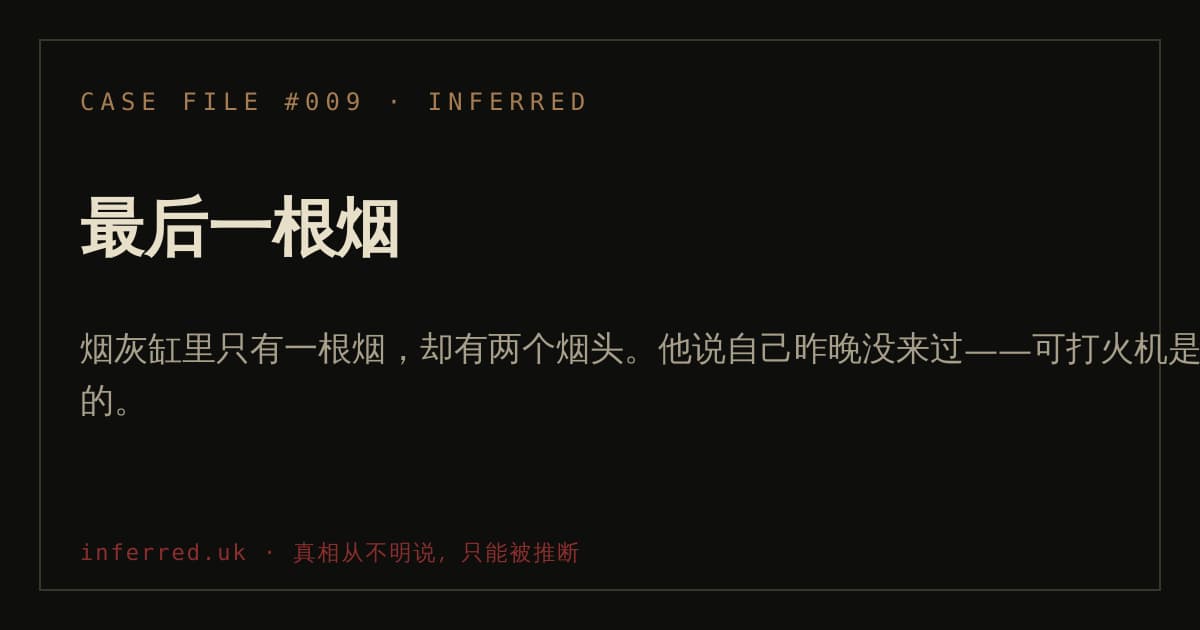 CASE FILE #009 · INFERRED
最后一根烟
烟灰缸里只有一根烟，却有两个烟头。他说自己昨晚没来过——可打火机是
的。
inferred.uk · 真相从不明说，只能被推断